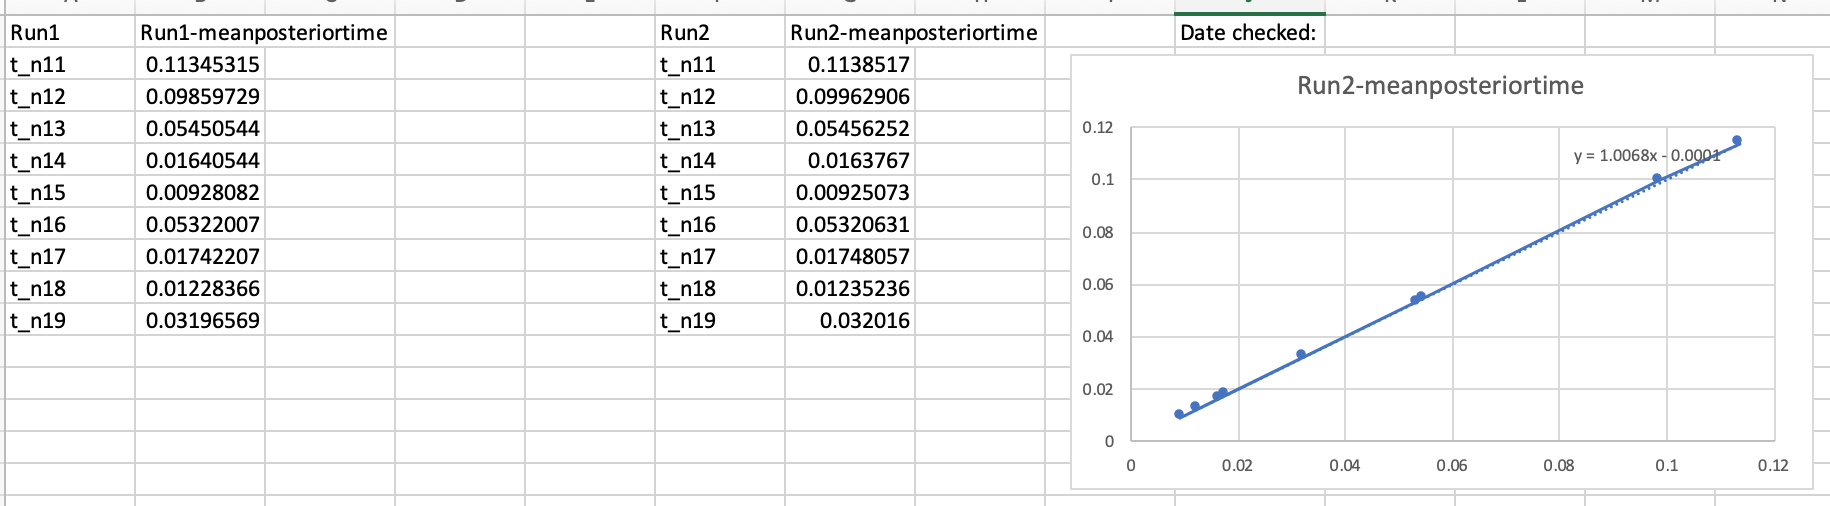 Run1 Run1-meanposteriortime Run2 Run2-meanposteriortime Date checked:
t_n11 0.11345315 t_n11 0.1138517
t_n12 0.09859729 t_n12 0.09962906
t_n13 0.05450544 t_n13 0.05456252
t_n14 0.01640544 t_n14 0.0163767
t_n15 0.00928082 t_n15 0.00925073
t_n16 0.05322007 t_n16 0.05320631
t_n17 0.01742207 t_n17 0.01748057
t_n18 0.01228366 t_n18 0.01235236
t_n19 0.03196569 t_n19 0.032016
Run2-meanposteriortime
0.12
y = 1.0068x - 0.0001
0.1
0.08
0.06
0.04
0.02
0
0 0.02 0.04 0.06 0.08 0.1 0.12